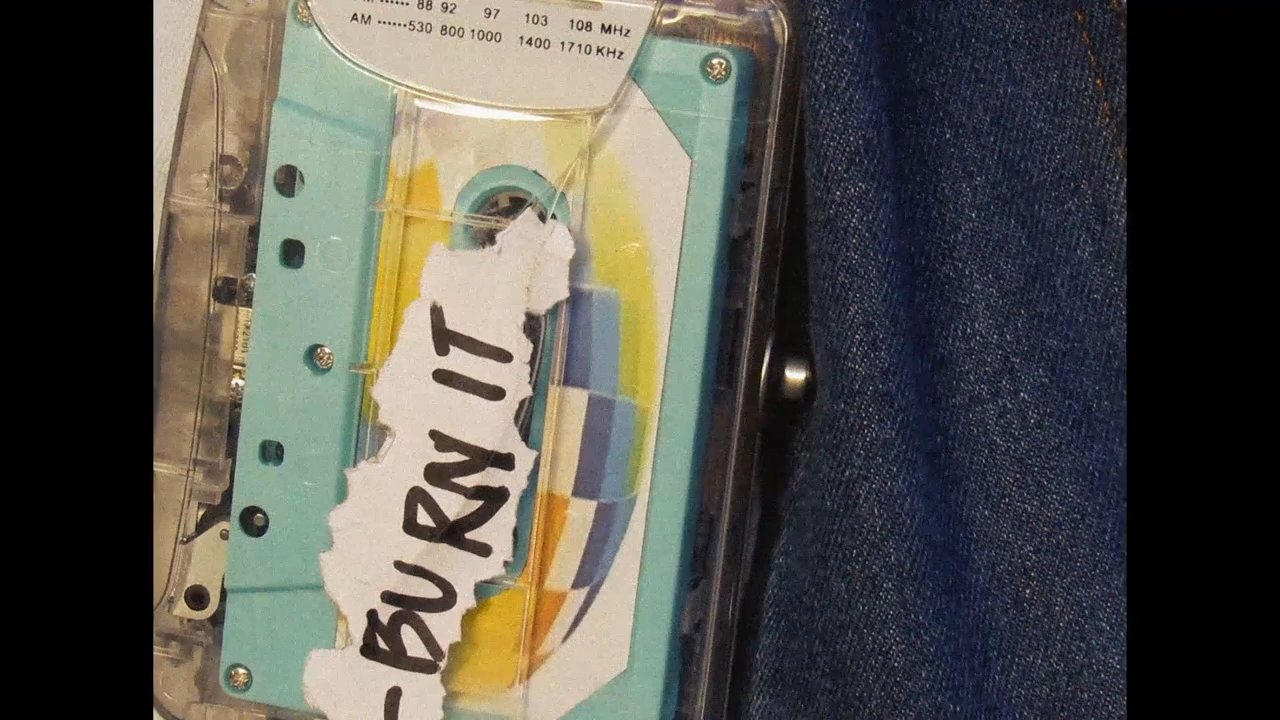 M ...... 88 92 97 103 108 MHz
AM ......530 800 1000 1400 1710 KHz
-BURN IT-